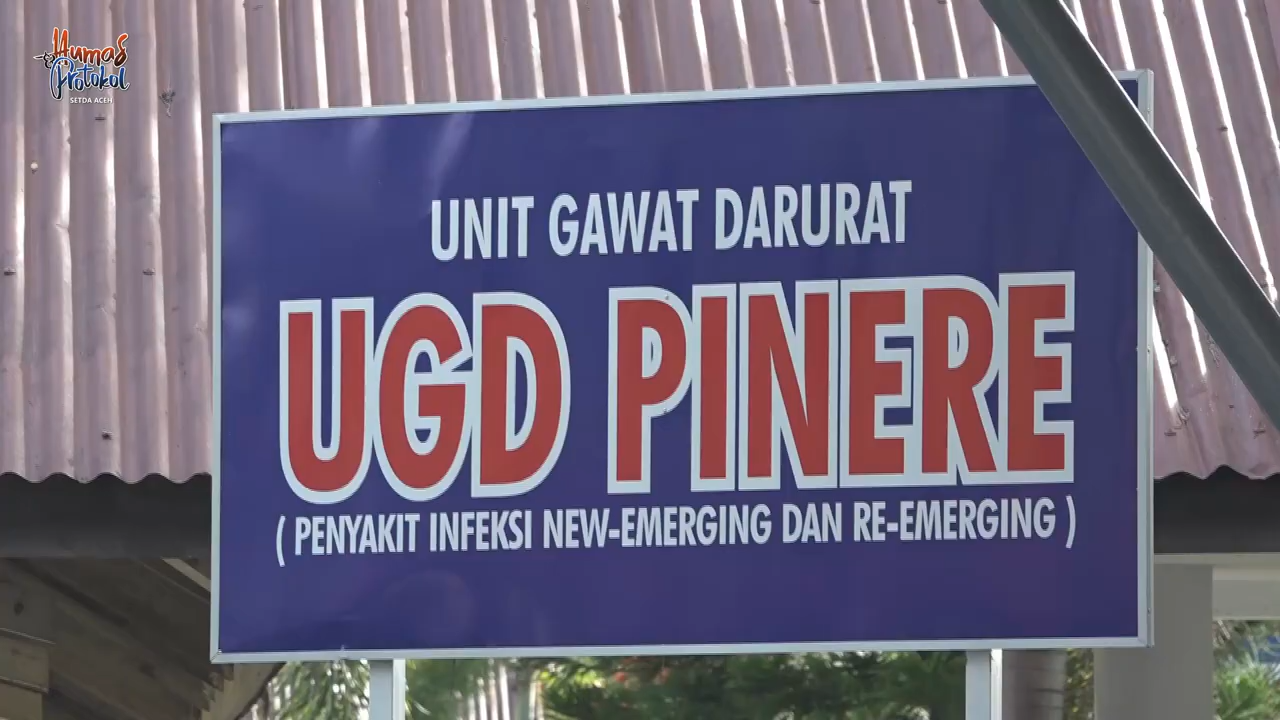 Humas
Protokol
SETDA ACEH
UNIT GAWAT DARURAT
UGD PINERE
( PENYAKIT INFEKSI NEW-EMERGING DAN RE-EMERGING )